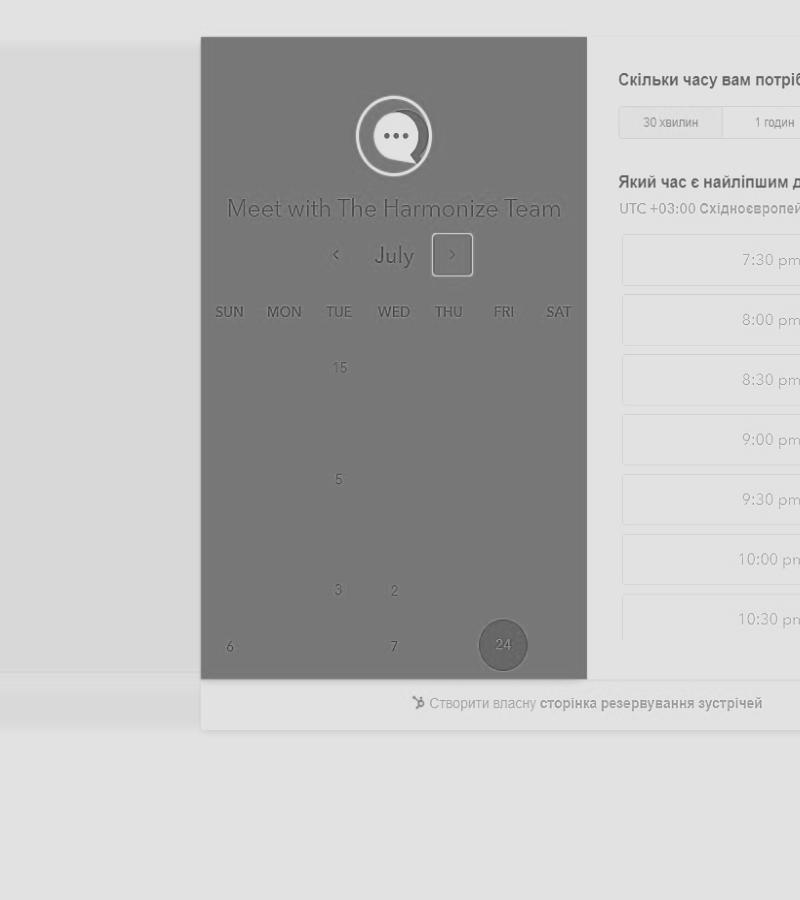 Meet with The Harmonize Team
July
SUN MON TUE WED THU FRI SAT
15
5
3 2
6 7 24
Скільки часу вам
30 хвилин 1 годин
Який час є найліпшим
UTC +03:00
7:30 pm
8:00 pm
8:30 pm
9:00 pm
9:30 pm
10:00 pm
10:30 pm
Створити власну сторінка резервування зустрічей